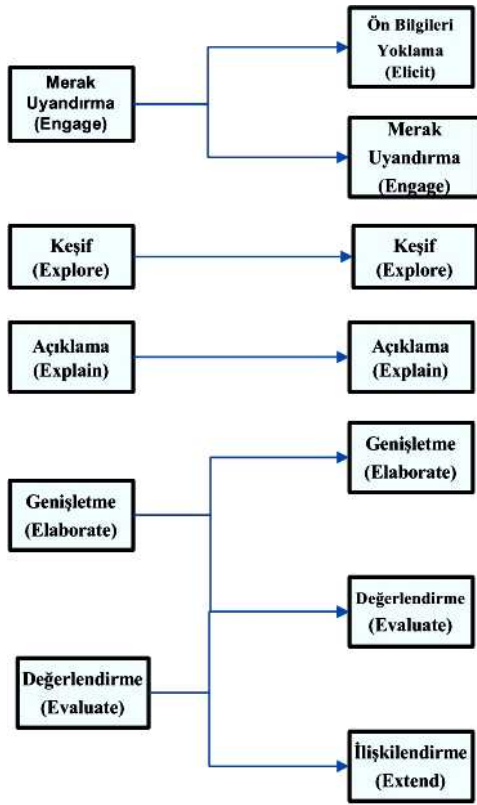 Ön Bilgileri
Yoklama
(Elicit)
Merak
Uyandırma
(Engage)
Merak
Uyandırma
(Engage)
Keşif
(Explore)
Keşif
(Explore)
Açıklama
(Explain)
Açıklama
(Explain)
Genişletme
(Elaborate)
Genişletme
(Elaborate)
Değerlendirme
(Evaluate)
Değerlendirme
(Evaluate)
İlişkilendirme
(Extend)